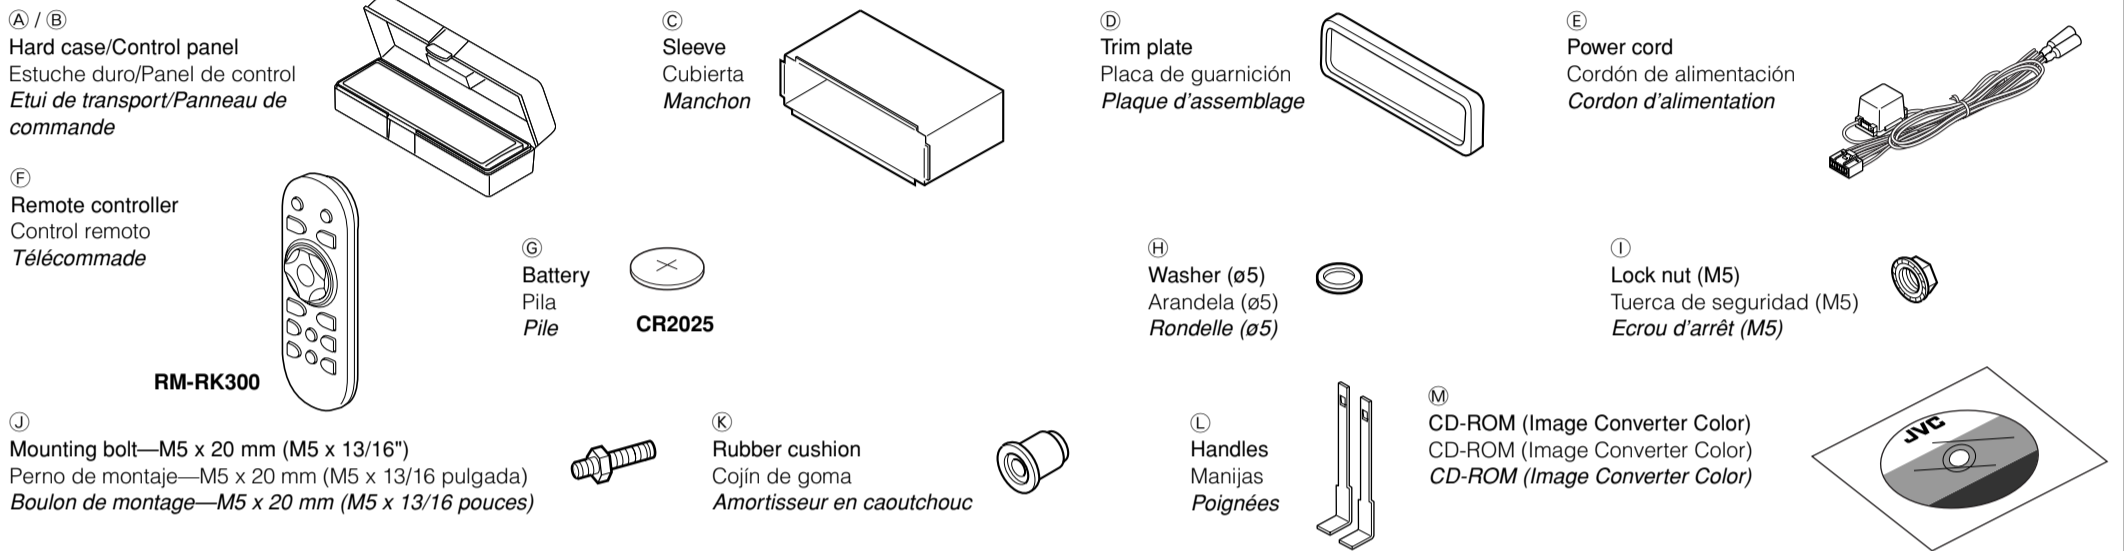 Ⓐ / Ⓑ
Hard case/Control panel
Estuche duro/Panel de control
Etui de transport/Panneau de
commande
Ⓒ
Sleeve
Cubierta
Manchon
Ⓓ
Trim plate
Placa de guarnición
Plaque d'assemblage
Ⓔ
Power cord
Cordón de alimentación
Cordon d'alimentation
Ⓕ
Remote controller
Control remoto
Télécommade
RM-RK300
Ⓖ
Battery
Pila
Pile
CR2025
Ⓗ
Washer (ø5)
Arandela (ø5)
Rondelle (ø5)
Ⓘ
Lock nut (M5)
Tuerca de seguridad (M5)
Ecrou d'arrêt (M5)
Ⓙ
Mounting bolt—M5 x 20 mm (M5 x 13/16")
Perno de montaje—M5 x 20 mm (M5 x 13/16 pulgada)
Boulon de montage—M5 x 20 mm (M5 x 13/16 pouces)
Ⓚ
Rubber cushion
Cojín de goma
Amortisseur en caoutchouc
Ⓛ
Handles
Manijas
Poignées
Ⓜ
CD-ROM (Image Converter Color)
CD-ROM (Image Converter Color)
CD-ROM (Image Converter Color)
JVC